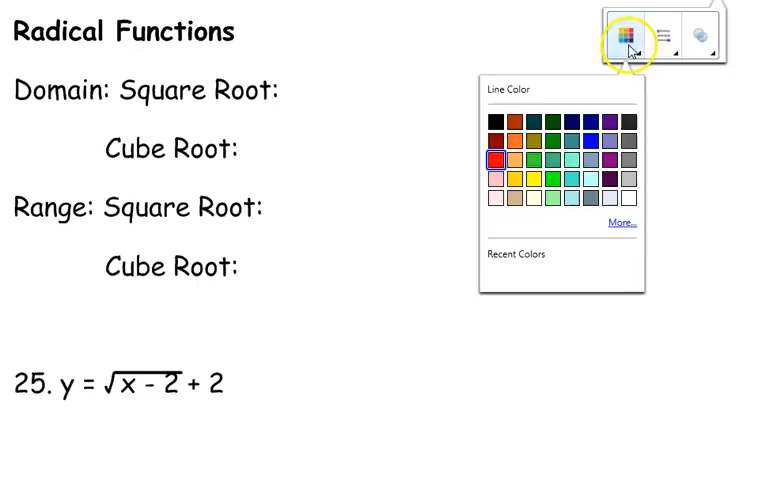 Radical Functions
Line Color
Domain: Square Root:
Cube Root:
Range: Square Root:
More...
Recent Colors
Cube Root:
25. y = √x - 2 + 2